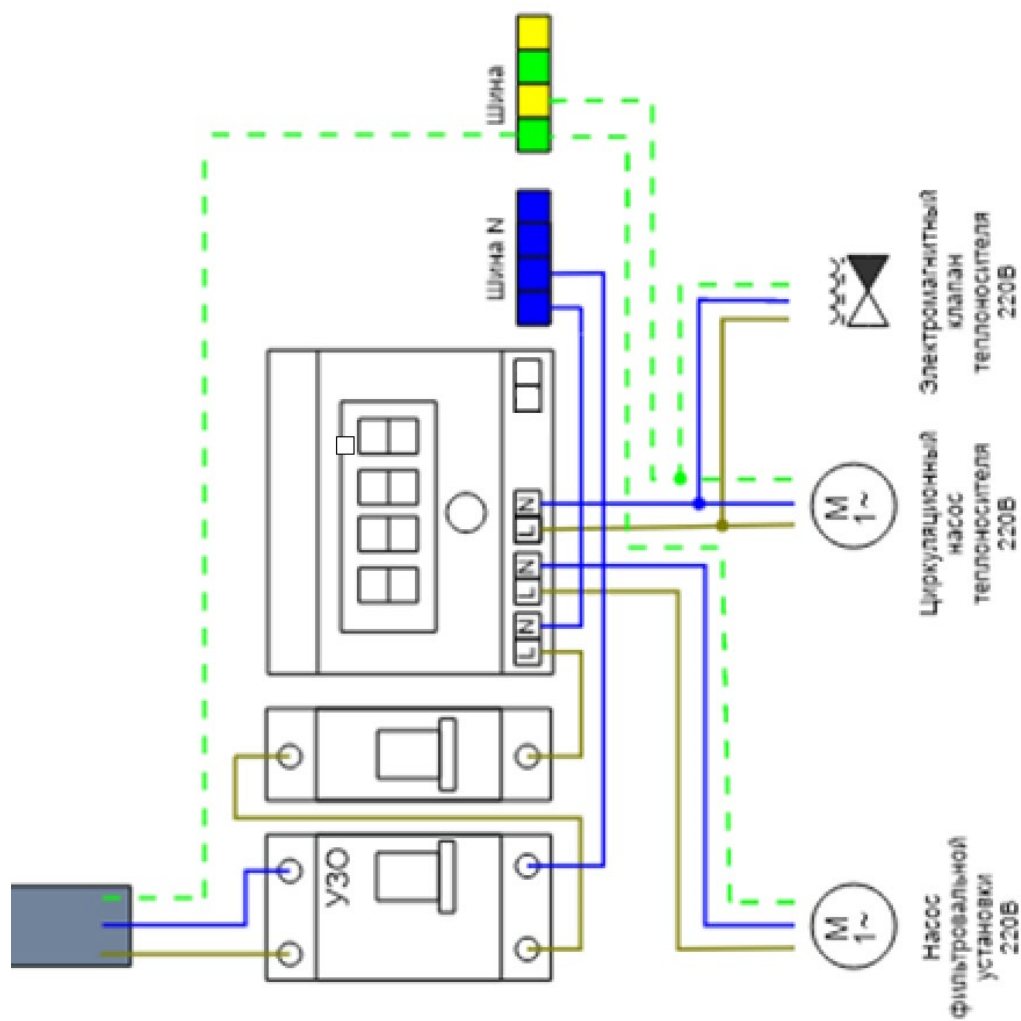 Шина
Шина N
L N L N L N
УЗО
М
1~
Насос
фильтровальной
установки
220В
М
1~
Циркуляционный
насос
теплоносителя
220В
Электромагнитный
клапан
теплоносителя
220В